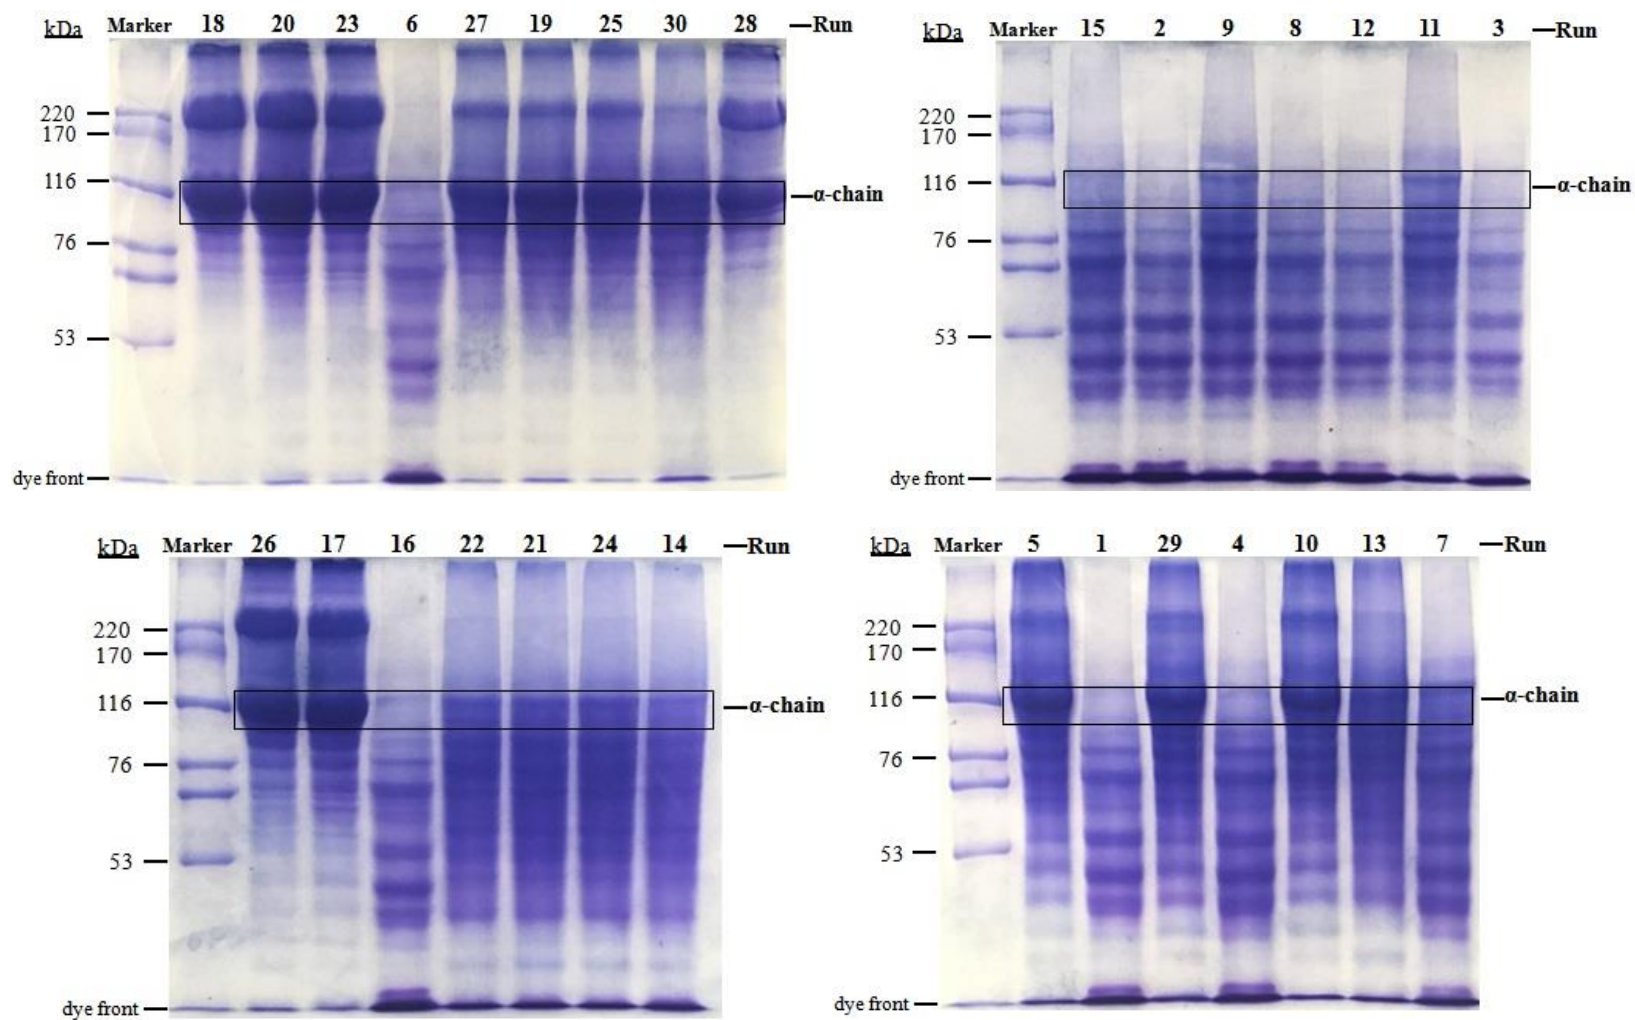 kDa Marker 18 20 23 6 27 19 25 30 28 —Run
220
170
116
α-chain
76
53
dye front
kDa Marker 15 2 9 8 12 11 3 —Run
220
170
116
α-chain
76
53
dye front
kDa Marker 26 17 16 22 21 24 14 —Run
220
170
116
α-chain
76
53
dye front
kDa Marker 5 1 29 4 10 13 7 —Run
220
170
116
α-chain
76
53
dye front